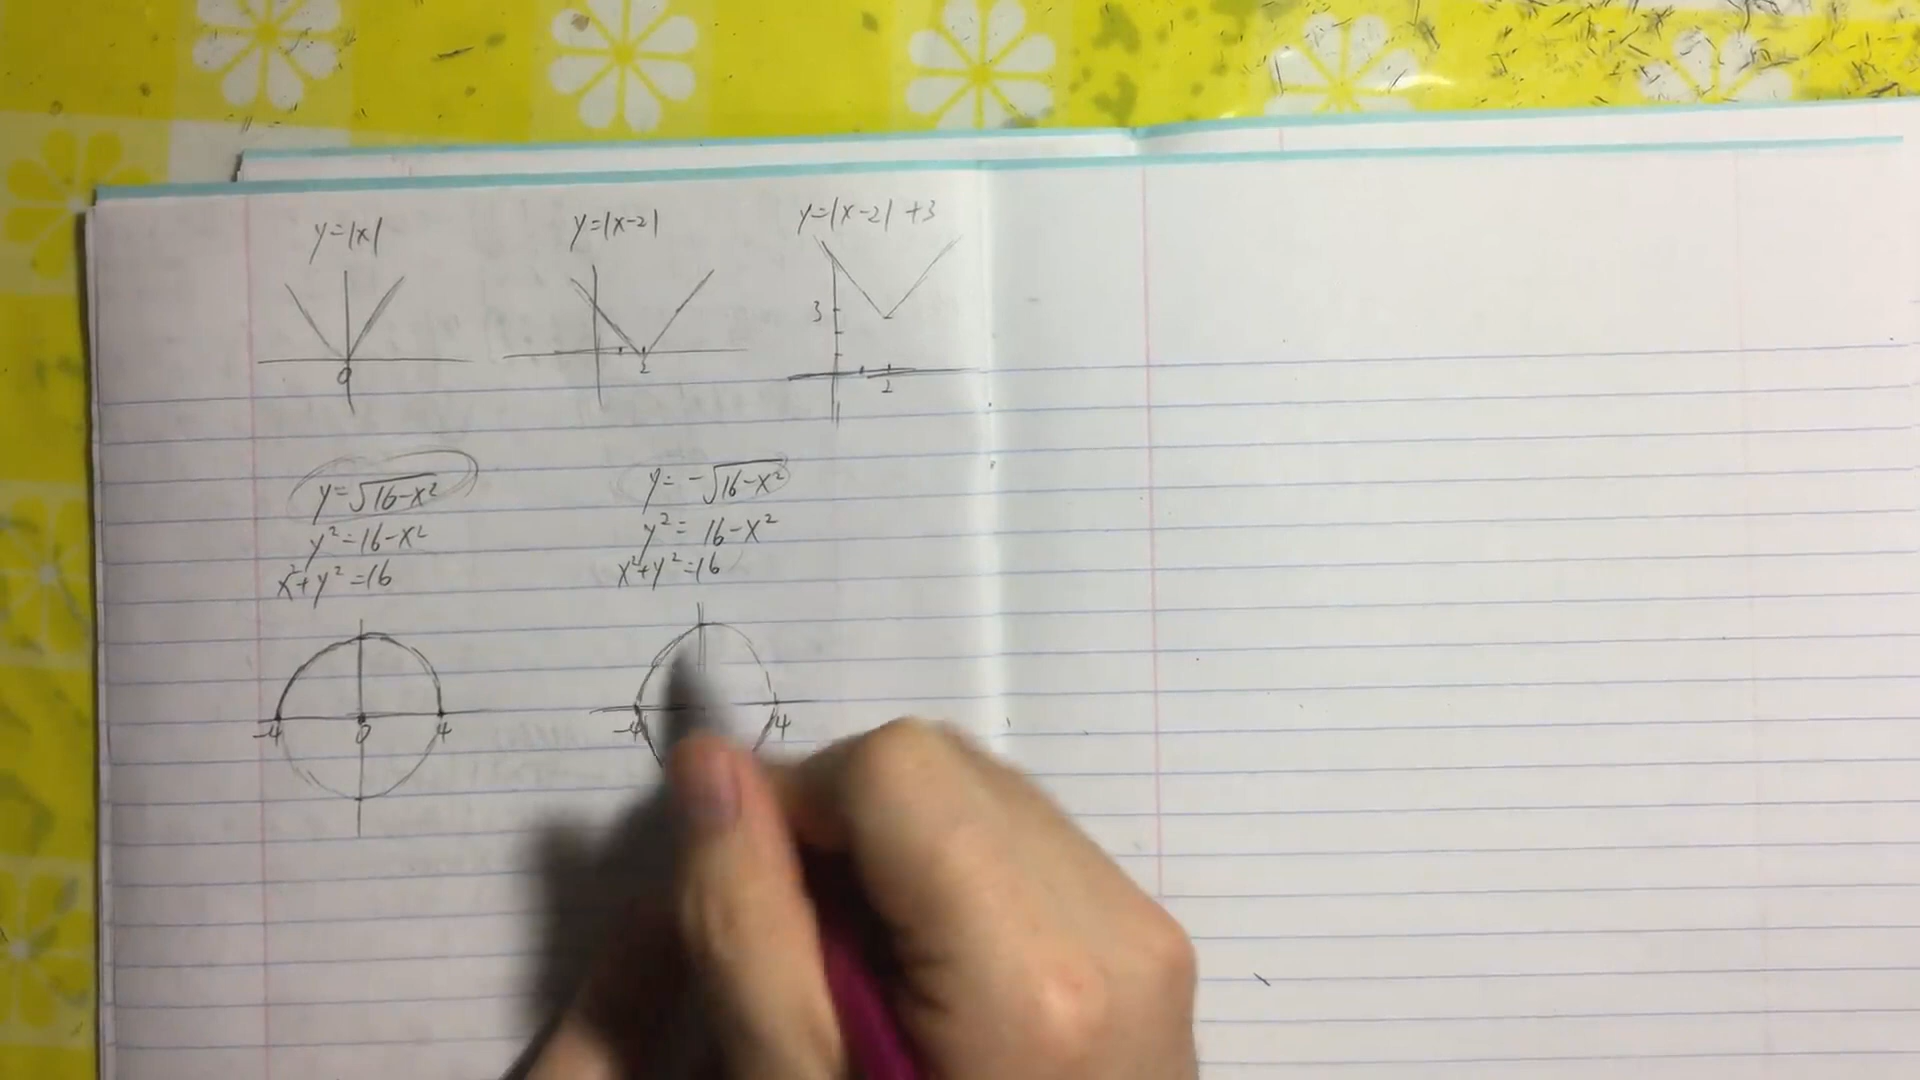 y=|x|
y=|x-2|
y=|x-2| +3
0
2
3
2
y=√16-x²
y²=16-x²
x²+y²=16
y= -√16-x²
y²= 16-x²
x²+y²=16
-4 0 4
-4 4